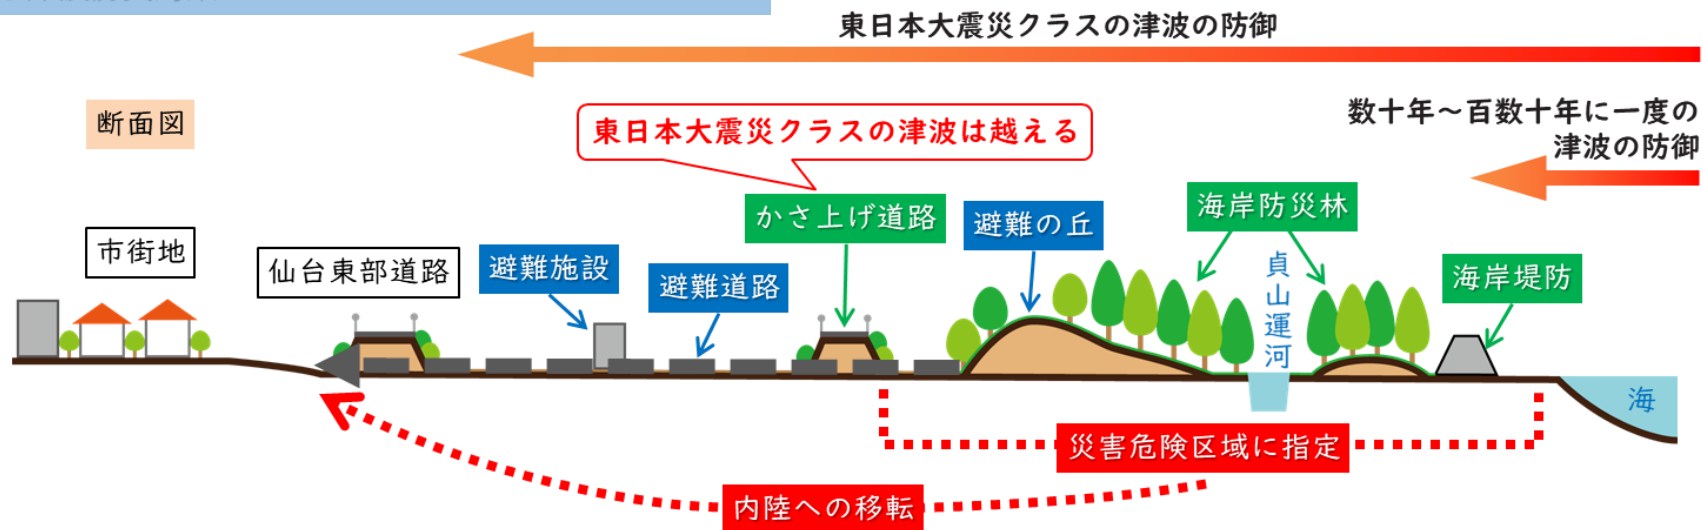 東日本大震災クラスの津波の防御
断面図
東日本大震災クラスの津波は越える
数十年～百数十年に一度の
津波の防御
市街地
仙台東部道路
避難施設
避難道路
かさ上げ道路
避難の丘
海岸防災林
貞山運河
海岸堤防
海
災害危険区域に指定
内陸への移転